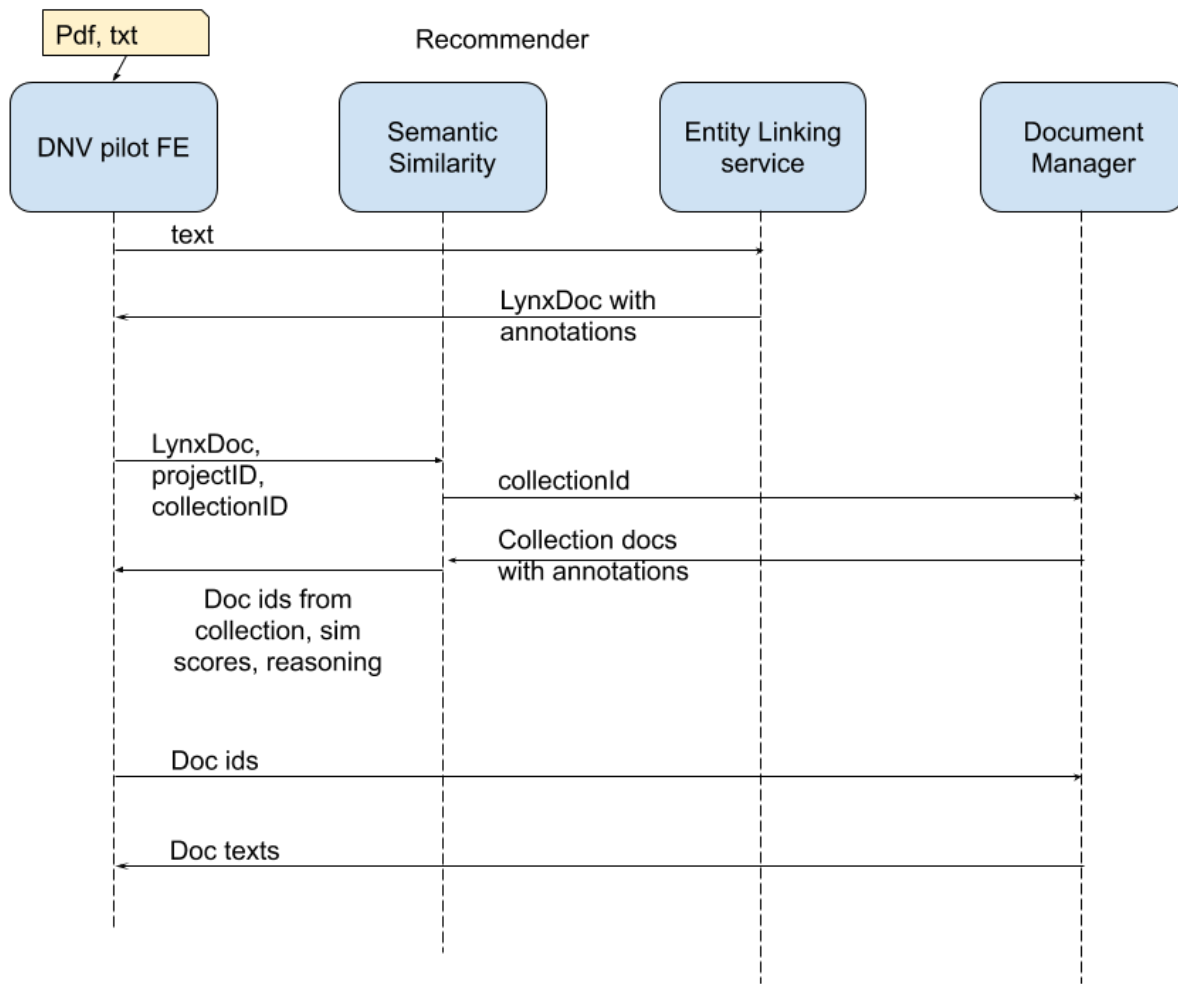 Pdf, txt
Recommender
DNV pilot FE
Semantic
Similarity
Entity Linking
service
Document
Manager
text
LynxDoc with
annotations
LynxDoc,
projectID,
collectionID
collectionId
Collection docs
with annotations
Doc ids from
collection, sim
scores, reasoning
Doc ids
Doc texts